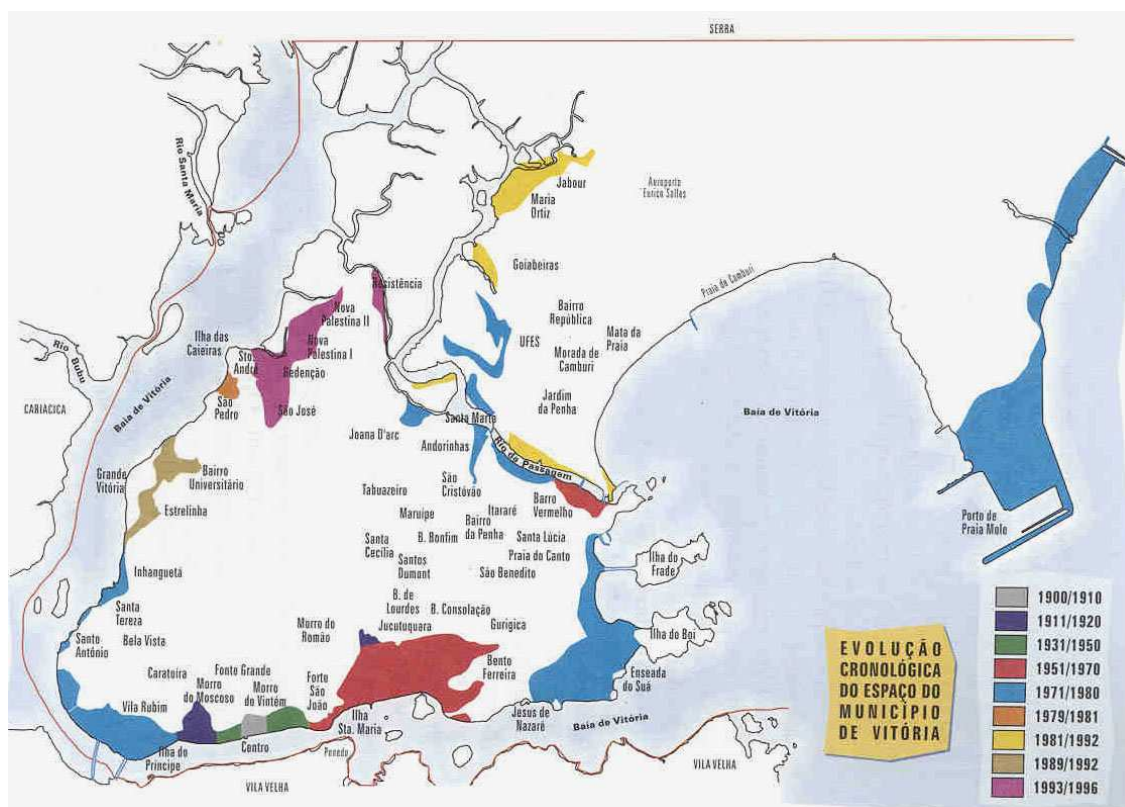 SERRA
Rio Santa Maria
Jabour
Maria
Ortiz
Aeroporto
Eurico Salles
Goiabeiras
Resistência
Praia de Camburi
Nova
Palestina II
Bairro
República
Ilha das
Caieiras
Rio Bubu
Sto.
André
Nova
Palestina I
UFES
Mata da
Praia
Morada de
Camburi
Redenção
São
Pedro
São José
CARIACICA
Baia de Vitória
Jardim
da Penha
Baia de Vitória
Santa Marta
Joana D'arc
Andorinhas
Rio da Passagem
Grande
Vitória
Bairro
Universitário
Estrelinha
Tabuazeiro
São
Cristóvão
Barro
Vermelho
Maruipe
Itararé
Bairro
da Penha
Porto de
Praia Mole
Santa
Cecília
B. Bonfim
Santa Lúcia
Santos
Dumont
Praia do Canto
São Benedito
Ilha do
Frade
Inhanguetá
B. de
Lourdes
B. Consolação
Santa
Tereza
Morro do
Romão
Jucutuquara
Gurigica
Ilha do Boi
Santo
Antônio
Bela Vista
Caratoira
Fonte Grande
Forte
São
João
Bento
Ferreira
Enseada
do Suá
Morro
do Moscoso
Morro
do Vintém
Vila Rubim
Ilha
Sta. Maria
Jesus de
Nazaré
Baia de Vitória
Ilha do
Príncipe
Centro
Penedo
VILA VELHA
VILA VELHA
EVOLUÇÃO
CRONOLÓGICA
DO ESPAÇO DO
MUNICÍPIO
DE VITÓRIA
1900/1910
1911/1920
1931/1950
1951/1970
1971/1980
1979/1981
1981/1992
1989/1992
1993/1996